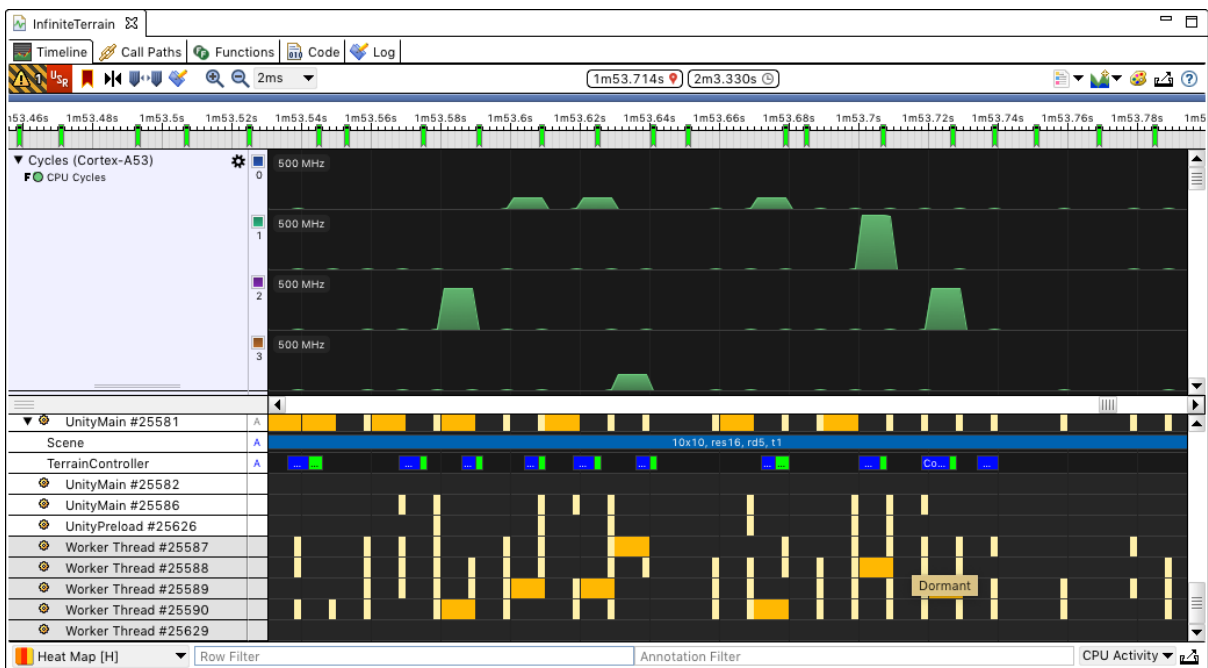 InfiniteTerrain
Timeline Call Paths Functions Code Log
1 USR 2ms 1m53.714s 2m3.330s
1m53.48s 1m53.5s 1m53.52s 1m53.54s 1m53.56s 1m53.58s 1m53.6s 1m53.62s 1m53.64s 1m53.66s 1m53.68s 1m53.7s 1m53.72s 1m53.74s 1m53.76s 1m53.78s
Cycles (Cortex-A53)
F CPU Cycles
0 500 MHz
1 500 MHz
2 500 MHz
3 500 MHz
UnityMain #25581 A
Scene A 10x10, res16, rd5, t1
TerrainController A ... ... ... ... ... ... ... ... ... Co... ...
UnityMain #25582
UnityMain #25586
UnityPreload #25626
Worker Thread #25587
Worker Thread #25588
Worker Thread #25589 Dormant
Worker Thread #25590
Worker Thread #25629
Heat Map [H] Row Filter Annotation Filter CPU Activity